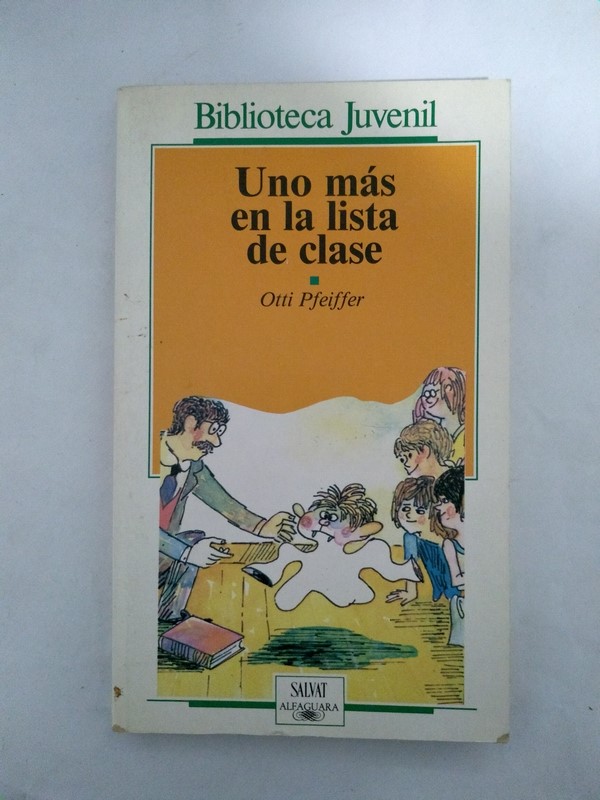 Biblioteca Juvenil
Uno más
en la lista
de clase
Otti Pfeiffer
SALVAT
ALFAGUARA